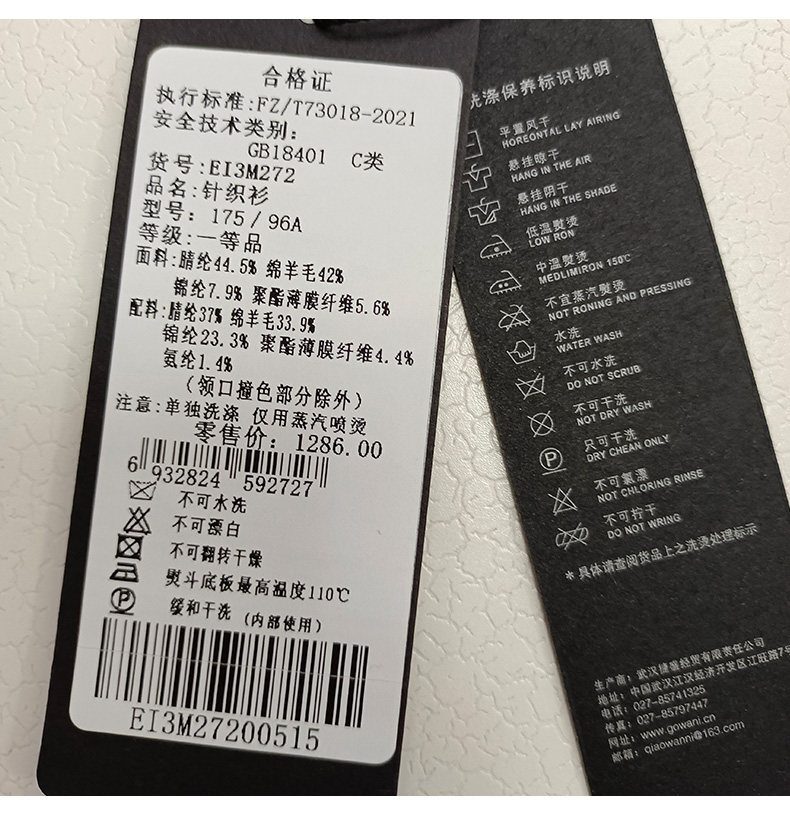 合格证
执行标准:FZ/T73018-2021
安全技术类别:
GB18401 C类
货号:EI3M272
品名:针织衫
型号: 175/96A
等级:一等品
面料:腈纶44.5% 绵羊毛42%
锦纶7.9% 聚酯薄膜纤维5.6%
配料:腈纶37% 绵羊毛33.9%
锦纶23.3% 聚酯薄膜纤维4.4%
氨纶1.4%
(领口撞色部分除外)
注意:单独洗涤 仅用蒸汽喷烫
零售价: 1286.00
6 932824 592727
不可水洗
不可漂白
不可翻转干燥
熨斗底板最高温度110℃
缓和干洗 (内部使用)
EI3M27200515
洗涤保养标识说明
平置风干
HOREONTAL LAY AIRING
悬挂晾干
HANG IN THE AIR
悬挂阴干
HANG IN THE SHADE
低温熨烫
LOW RON
中温熨烫
MEDLIMIRON 150℃
不宜蒸汽熨烫
NOT RONING AND PRESSING
水洗
WATER WASH
不可水洗
DO NOT SCRUB
不可干洗
NOT DRY WASH
尺可干洗
DRY CHEAN ONLY
不可氯漂
NOT CHLORING RINSE
不可拧干
DO NOT WRING
*具体请查阅货品上之洗烫处理标示
生产商:武汉捷强经贸有限责任公司
地址:中国武汉江汉经济开发区江旺路7号
电话:027-85741325
传真:027-85797447
网址:www.gowani.cn
邮箱:qiaowanni@163.com